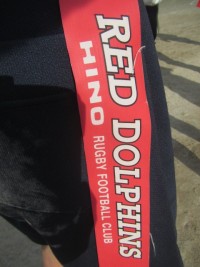 RED DOLPHINS
HINO RUGBY FOOTBALL CLUB